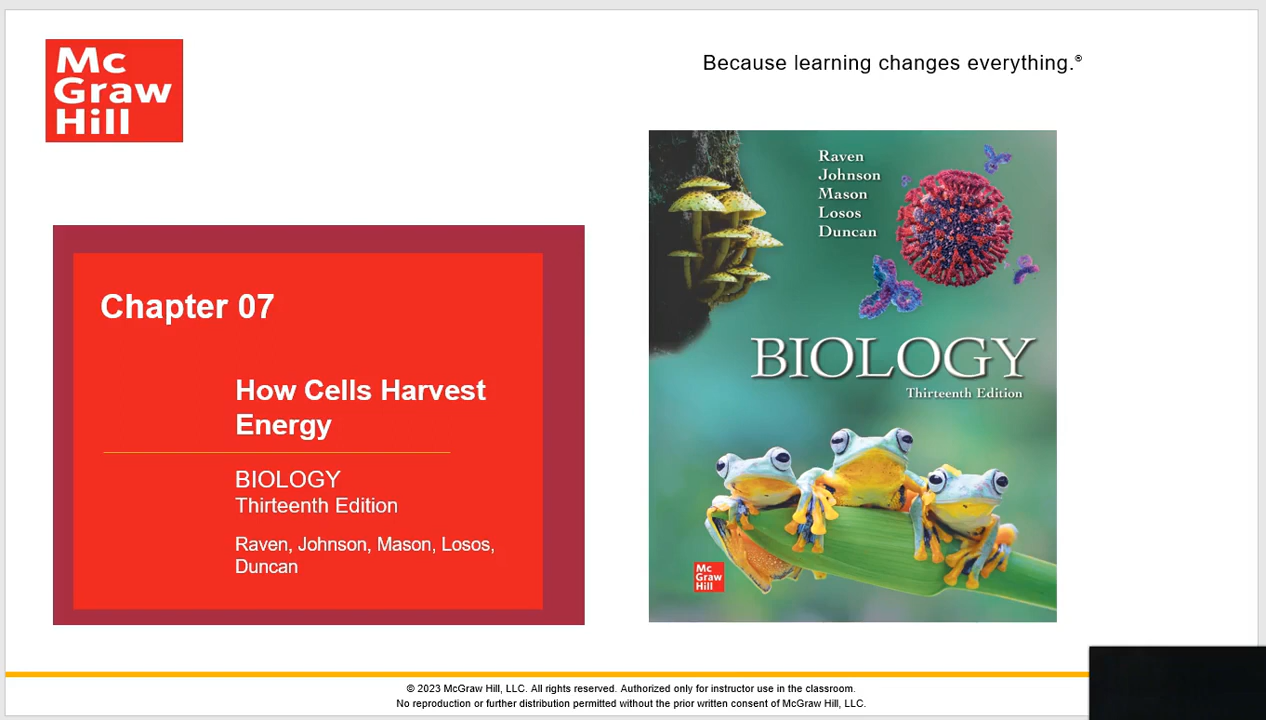 Mc
Graw
Hill
Because learning changes everything.®
Chapter 07
How Cells Harvest
Energy
BIOLOGY
Thirteenth Edition
Raven, Johnson, Mason, Losos,
Duncan
Raven
Johnson
Mason
Losos
Duncan
BIOLOGY
Thirteenth Edition
Mc
Graw
Hill
© 2023 McGraw Hill, LLC. All rights reserved. Authorized only for instructor use in the classroom.
No reproduction or further distribution permitted without the prior written consent of McGraw Hill, LLC.